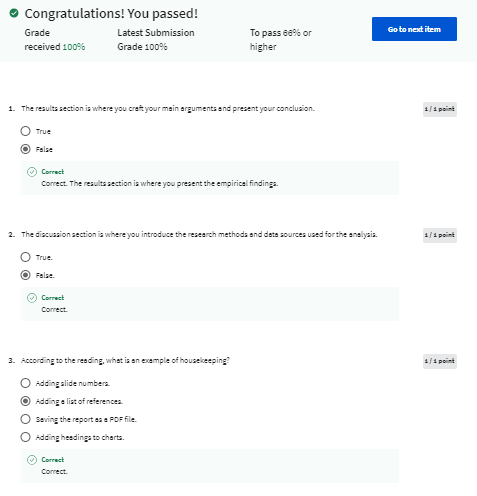 Congratulations! You passed!
Grade received 100%
Latest Submission Grade 100%
To pass 66% or higher
Go to next item
1. The results section is where you craft your main arguments and present your conclusion.
1 / 1 point
True
False
Correct
Correct. The results section is where you present the empirical findings.
2. The discussion section is where you introduce the research methods and data sources used for the analysis.
1 / 1 point
True.
False.
Correct
Correct.
3. According to the reading, what is an example of housekeeping?
1 / 1 point
Adding slide numbers.
Adding a list of references.
Saving the report as a PDF file.
Adding headings to charts.
Correct
Correct.